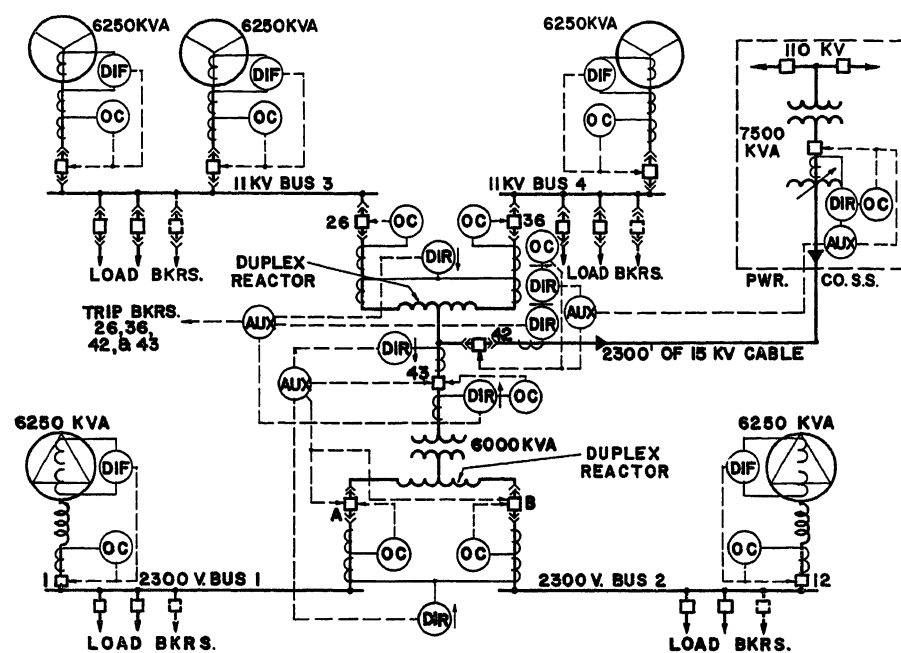 6250KVA
6250KVA
6250KVA
110 KV
DIF
DIF
DIF
OC
OC
OC
7500
KVA
DIR
OC
AUX
PWR.
CO. S.S.
11KV BUS 3
11KV BUS 4
26
OC
OC
36
OC
LOAD BKRS.
DUPLEX
REACTOR
DIR
DIR
LOAD BKRS.
TRIP BKRS.
26, 36,
42, & 43
AUX
DIR
AUX
42
2300' OF 15 KV CABLE
DIR
43
AUX
DIR
OC
6250 KVA
6000KVA
DUPLEX
REACTOR
6250 KVA
DIF
DIF
A
B
OC
OC
OC
OC
1
2300 V. BUS 1
2300 V. BUS 2
12
DIR
LOAD BKRS.
LOAD BKRS.